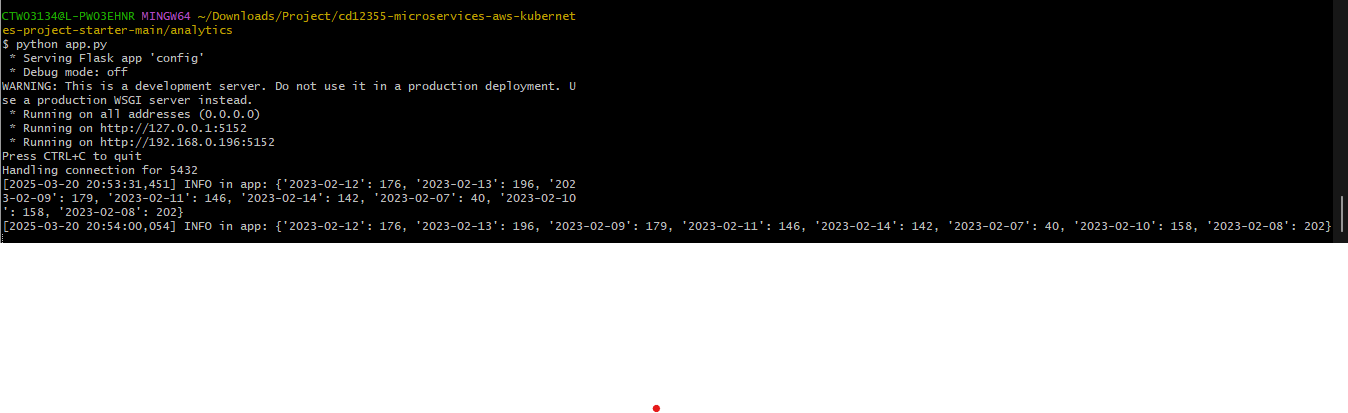 CTW03134@L-PW03EHNR MINGW64 ~/Downloads/Project/cd12355-microservices-aws-kubernet
es-project-starter-main/analytics
$ python app.py
 * Serving Flask app 'config'
 * Debug mode: off
WARNING: This is a development server. Do not use it in a production deployment. U
se a production WSGI server instead.
 * Running on all addresses (0.0.0.0)
 * Running on http://127.0.0.1:5152
 * Running on http://192.168.0.196:5152
Press CTRL+C to quit
Handling connection for 5432
[2025-03-20 20:53:31,451] INFO in app: {'2023-02-12': 176, '2023-02-13': 196, '202
3-02-09': 179, '2023-02-11': 146, '2023-02-14': 142, '2023-02-07': 40, '2023-02-10
': 158, '2023-02-08': 202}
[2025-03-20 20:54:00,054] INFO in app: {'2023-02-12': 176, '2023-02-13': 196, '2023-02-09': 179, '2023-02-11': 146, '2023-02-14': 142, '2023-02-07': 40, '2023-02-10': 158, '2023-02-08': 202}